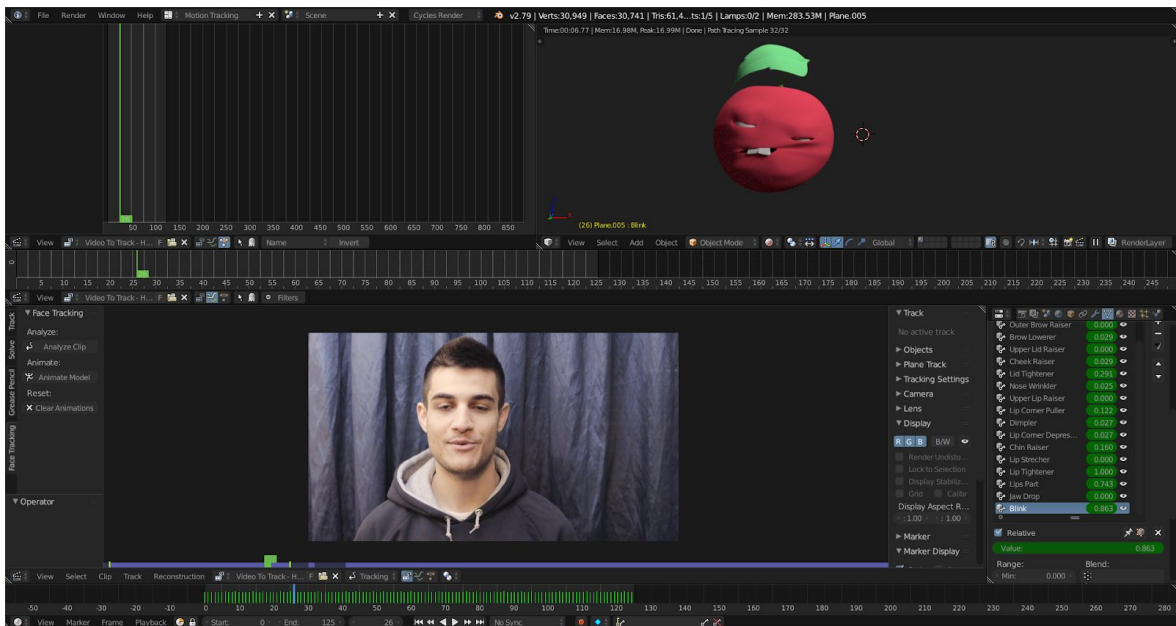 File Render Window Help Motion Tracking Scene Cycles Render v2.79 | Verts:30,949 | Faces:30,741 | Tris:61,4...ts:1/5 | Lamps:0/2 | Mem:283.53M | Plane.005
Time:00:06.77 | Mem:16.98M, Peak:16.99M | Done | Path Tracing Sample 32/32
(26) Plane.005 : Blink
50 100 150 200 250 300 350 400 450 500 550 600 650 700 750 800 850
View Video To Track - H... F Name Invert
View Select Add Object Object Mode Global RenderLayer
5 10 15 20 25 30 35 40 45 50 55 60 65 70 75 80 85 90 95 100 105 110 115 120 125 130 135 140 145 150 155 160 165 170 175 180 185 190 195 200 205 210 215 220 225 230 235 240 245
View Video To Track - H... F Filters
Track
Solve
Grease Pencil
Face Tracking
Face Tracking
Analyze:
Analyze Clip
Animate:
Animate Model
Reset:
Clear Animations
Operator
Track
No active track
Objects
Plane Track
Tracking Settings
Camera
Lens
Display
R G B B/W
Render Undisto...
Lock to Selection
Display Stabiliz...
Grid Calibr
Display Aspect R...
: 1.00 : 1.00
Marker
Marker Display
Outer Brow Raiser 0.000
Brow Lowerer 0.029
Upper Lid Raiser 0.000
Cheek Raiser 0.029
Lid Tightener 0.291
Nose Wrinkler 0.025
Upper Lip Raiser 0.000
Lip Corner Puller 0.122
Dimpler 0.027
Lip Corner Depres... 0.027
Chin Raiser 0.160
Lip Strecher 0.000
Lip Tightener 1.000
Lips Part 0.743
Jaw Drop 0.000
Blink 0.863
Relative
Value: 0.863
Range: Blend:
Min: 0.000
View Select Clip Track Reconstruction Video To Track - H... F Tracking
-50 -40 -30 -20 -10 0 10 20 30 40 50 60 70 80 90 100 110 120 130 140 150 160 170 180 190 200 210 220 230 240 250 260 270 280
View Marker Frame Playback Start: 0 End: 125 26 No Sync